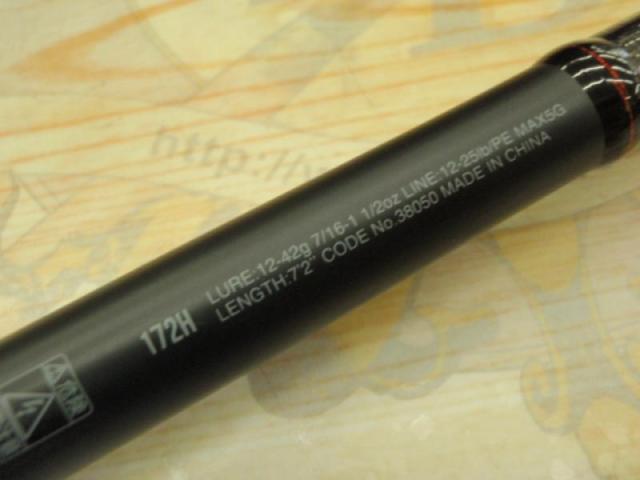 172H
LURE:12-42g 7/16-1 1/2oz LINE:12-25lb/PE MAX5G
LENGTH:7'2" CODE No.38050 MADE IN CHINA
http://